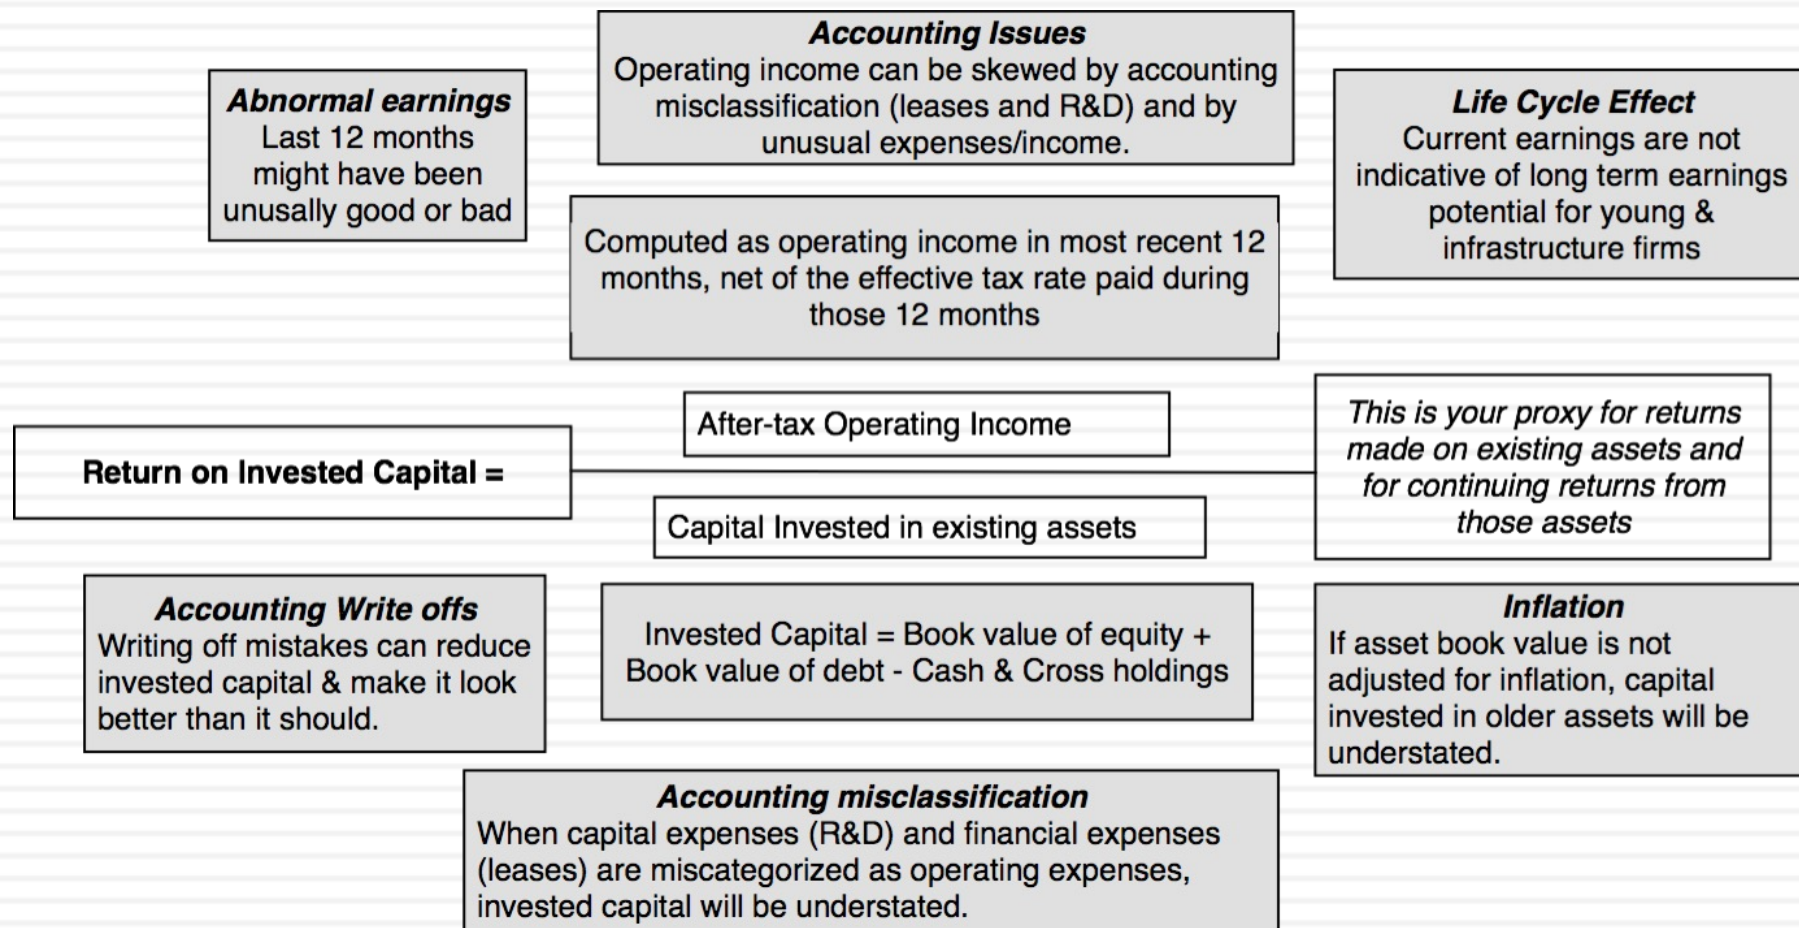 Accounting Issues
Operating income can be skewed by accounting
misclassification (leases and R&D) and by
unusual expenses/income.
Abnormal earnings
Last 12 months
might have been
unusally good or bad
Life Cycle Effect
Current earnings are not
indicative of long term earnings
potential for young &
infrastructure firms
Computed as operating income in most recent 12
months, net of the effective tax rate paid during
those 12 months
Return on Invested Capital =
After-tax Operating Income
Capital Invested in existing assets
This is your proxy for returns
made on existing assets and
for continuing returns from
those assets
Accounting Write offs
Writing off mistakes can reduce
invested capital & make it look
better than it should.
Invested Capital = Book value of equity +
Book value of debt - Cash & Cross holdings
Inflation
If asset book value is not
adjusted for inflation, capital
invested in older assets will be
understated.
Accounting misclassification
When capital expenses (R&D) and financial expenses
(leases) are miscategorized as operating expenses,
invested capital will be understated.